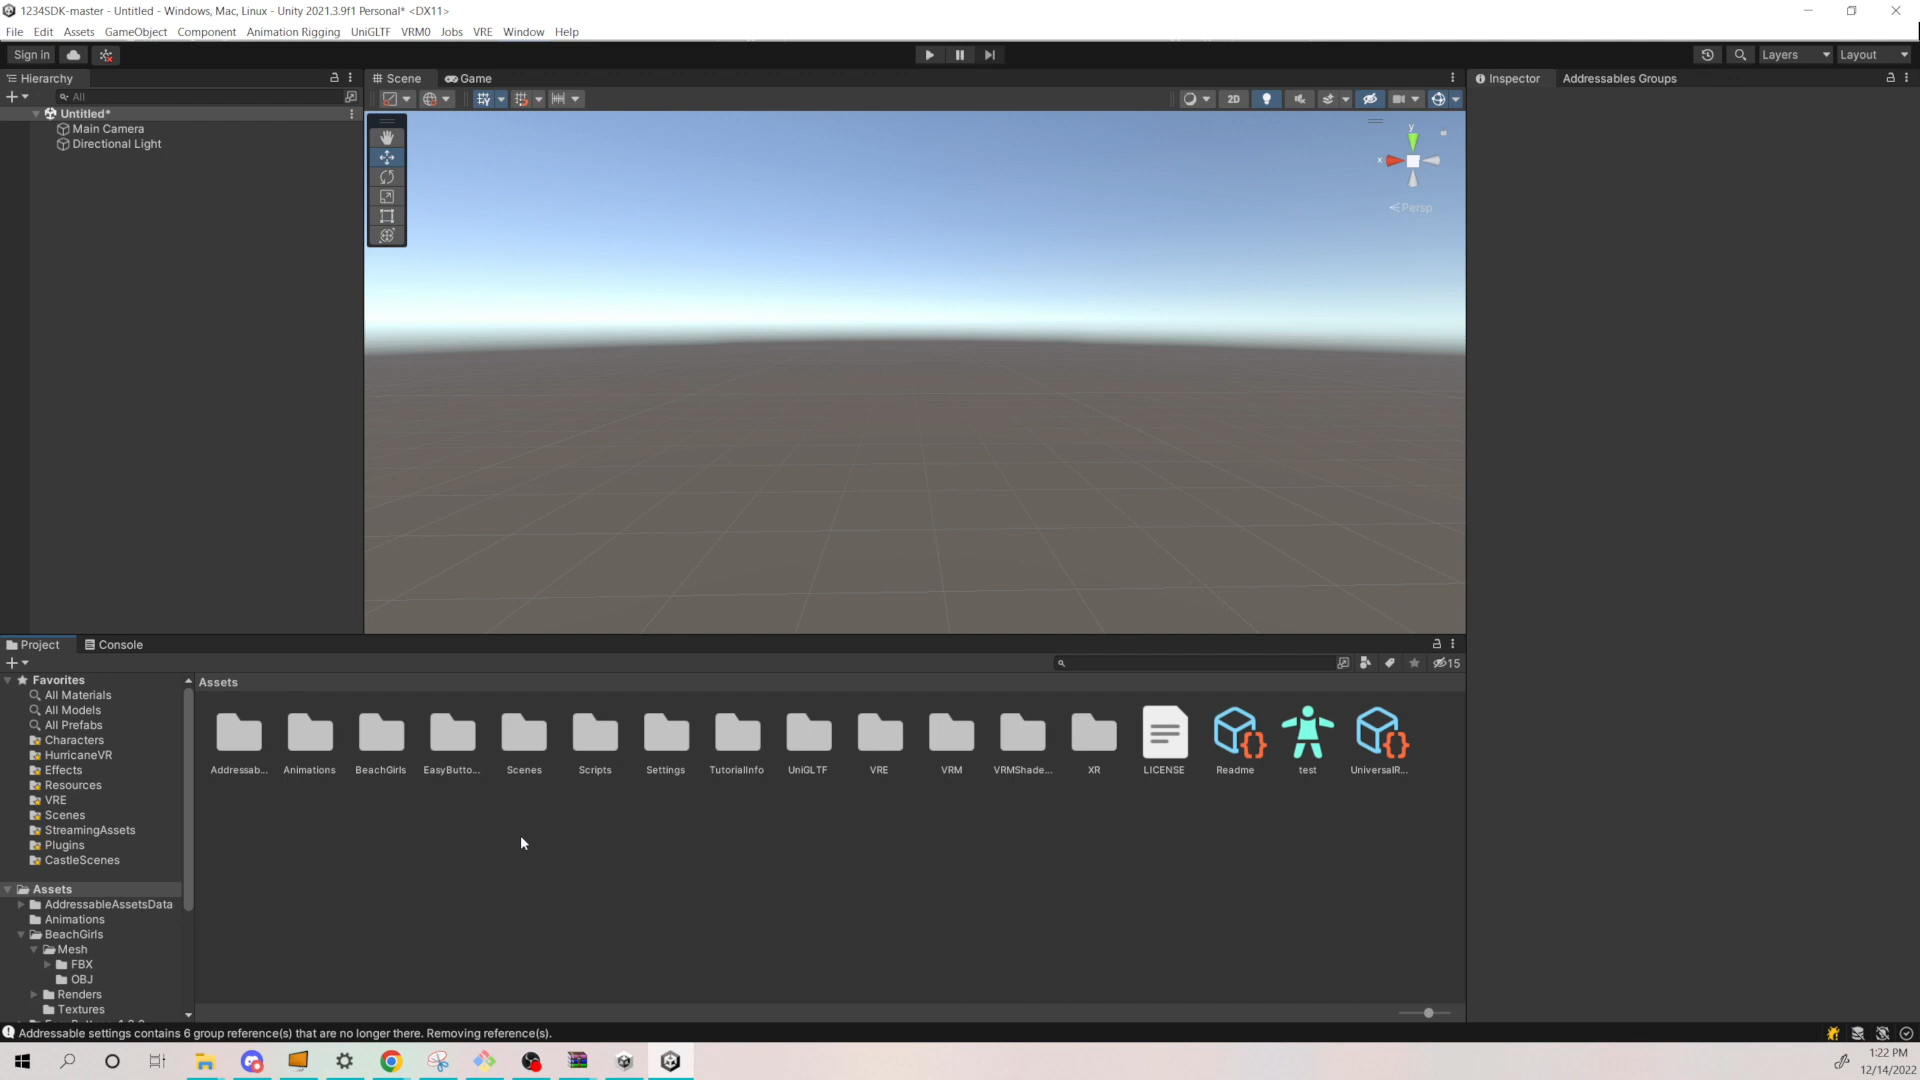 1234SDK-master - Untitled - Windows, Mac, Linux - Unity 2021.3.9f1 Personal* <DX11>
File Edit Assets GameObject Component Animation Rigging UniGLTF VRM0 Jobs VRE Window Help
Sign in
Layers
Layout
Hierarchy
Scene
Game
Inspector
Addressables Groups
All
2D
Untitled*
Main Camera
Directional Light
y
x
Persp
Project
Console
15
Favorites
All Materials
All Models
All Prefabs
Characters
HurricaneVR
Effects
Resources
VRE
Scenes
StreamingAssets
Plugins
CastleScenes
Assets
AddressableAssetsData
Animations
BeachGirls
Mesh
FBX
OBJ
Renders
Textures
Assets
Addressab...
Animations
BeachGirls
EasyButto...
Scenes
Scripts
Settings
TutorialInfo
UniGLTF
VRE
VRM
VRMShade...
XR
LICENSE
Readme
test
UniversalR...
Addressable settings contains 6 group reference(s) that are no longer there. Removing reference(s).
1:22 PM
12/14/2022